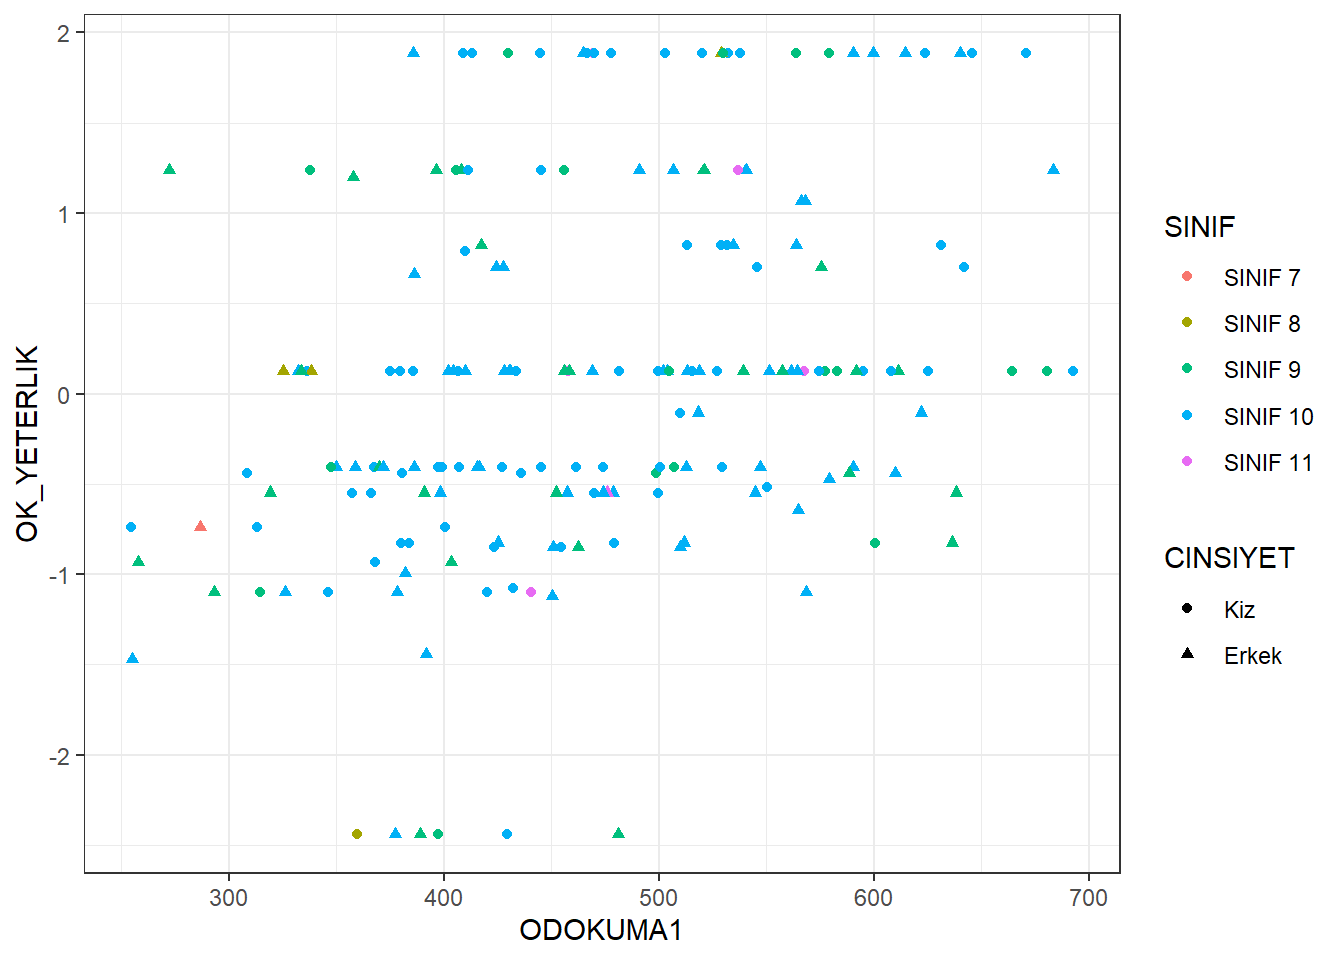 2
1
0
-1
-2
OK_YETERLIK
300 400 500 600 700
ODOKUMA1
SINIF
SINIF 7
SINIF 8
SINIF 9
SINIF 10
SINIF 11
CINSIYET
Kiz
Erkek